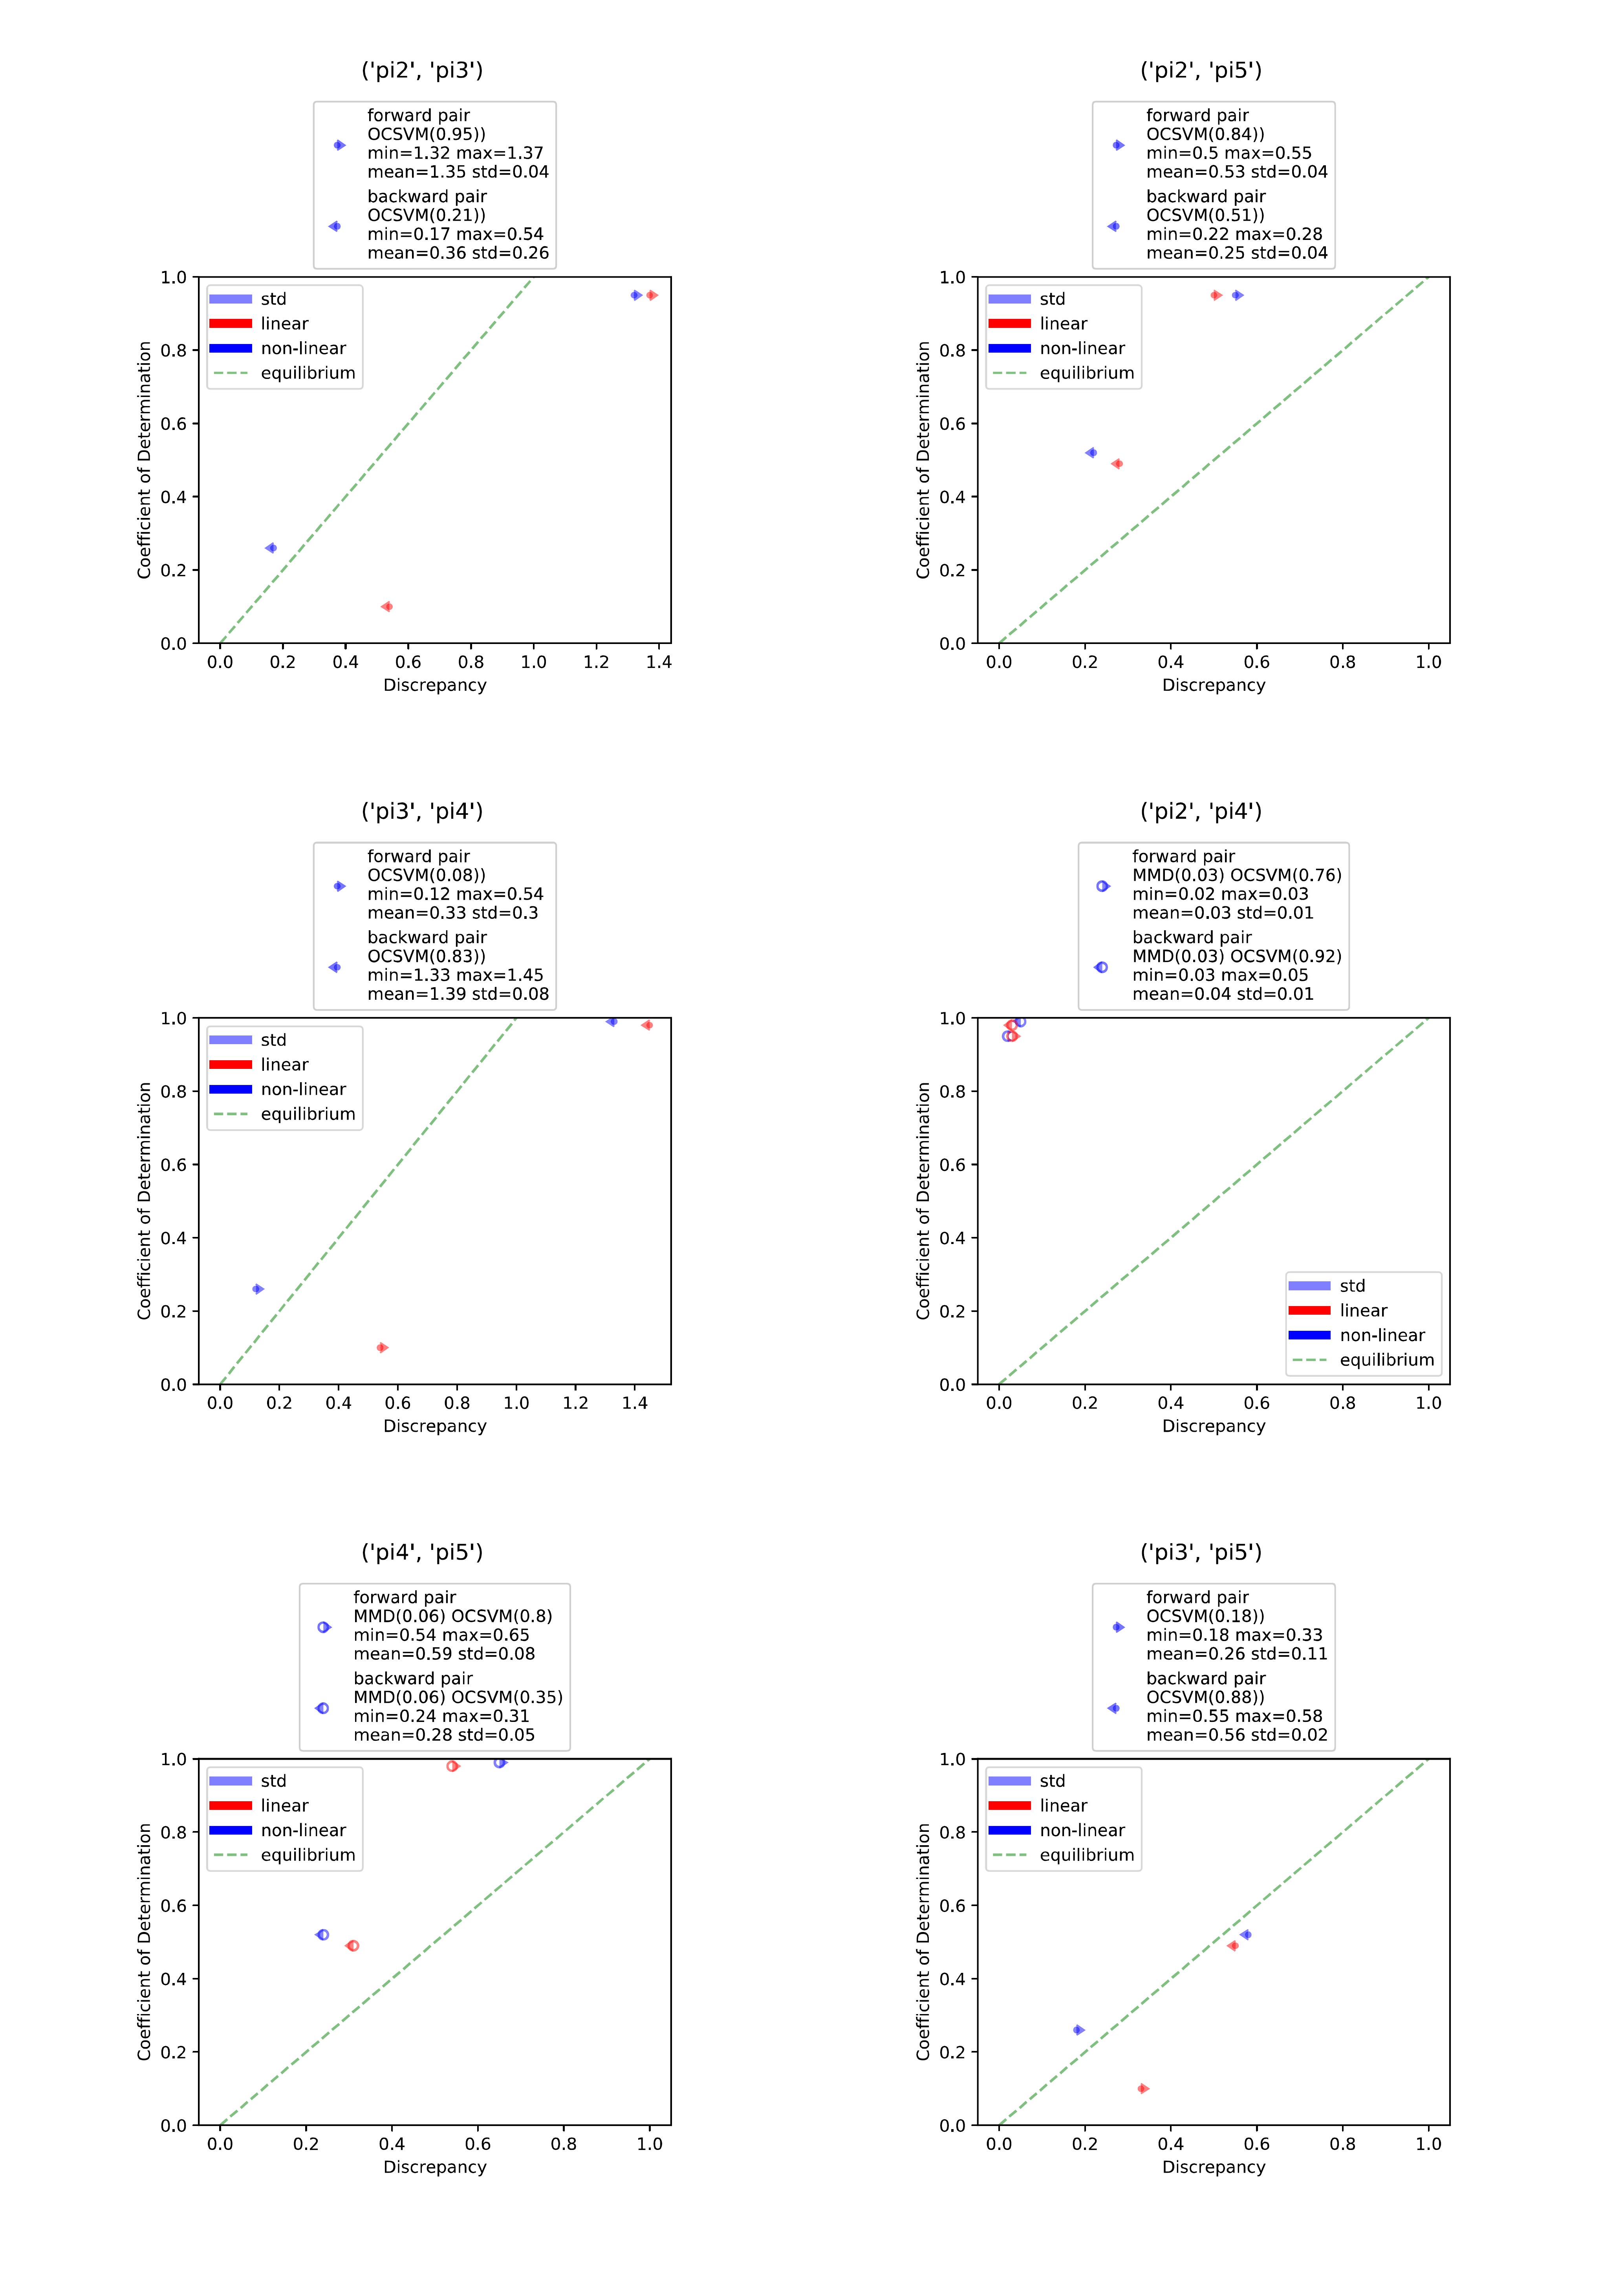 ('pi2', 'pi3')
forward pair
OCSVM(0.95))
min=1.32 max=1.37
mean=1.35 std=0.04
backward pair
OCSVM(0.21))
min=0.17 max=0.54
mean=0.36 std=0.26
std
linear
non-linear
equilibrium
1.0
0.8
0.6
0.4
0.2
0.0
Coefficient of Determination
0.0 0.2 0.4 0.6 0.8 1.0 1.2 1.4
Discrepancy
('pi2', 'pi5')
forward pair
OCSVM(0.84))
min=0.5 max=0.55
mean=0.53 std=0.04
backward pair
OCSVM(0.51))
min=0.22 max=0.28
mean=0.25 std=0.04
std
linear
non-linear
equilibrium
1.0
0.8
0.6
0.4
0.2
0.0
Coefficient of Determination
0.0 0.2 0.4 0.6 0.8 1.0
Discrepancy
('pi3', 'pi4')
forward pair
OCSVM(0.08))
min=0.12 max=0.54
mean=0.33 std=0.3
backward pair
OCSVM(0.83))
min=1.33 max=1.45
mean=1.39 std=0.08
std
linear
non-linear
equilibrium
1.0
0.8
0.6
0.4
0.2
0.0
Coefficient of Determination
0.0 0.2 0.4 0.6 0.8 1.0 1.2 1.4
Discrepancy
('pi2', 'pi4')
forward pair
MMD(0.03) OCSVM(0.76)
min=0.02 max=0.03
mean=0.03 std=0.01
backward pair
MMD(0.03) OCSVM(0.92)
min=0.03 max=0.05
mean=0.04 std=0.01
1.0
0.8
0.6
0.4
0.2
0.0
Coefficient of Determination
std
linear
non-linear
equilibrium
0.0 0.2 0.4 0.6 0.8 1.0
Discrepancy
('pi4', 'pi5')
forward pair
MMD(0.06) OCSVM(0.8)
min=0.54 max=0.65
mean=0.59 std=0.08
backward pair
MMD(0.06) OCSVM(0.35)
min=0.24 max=0.31
mean=0.28 std=0.05
std
linear
non-linear
equilibrium
1.0
0.8
0.6
0.4
0.2
0.0
Coefficient of Determination
0.0 0.2 0.4 0.6 0.8 1.0
Discrepancy
('pi3', 'pi5')
forward pair
OCSVM(0.18))
min=0.18 max=0.33
mean=0.26 std=0.11
backward pair
OCSVM(0.88))
min=0.55 max=0.58
mean=0.56 std=0.02
std
linear
non-linear
equilibrium
1.0
0.8
0.6
0.4
0.2
0.0
Coefficient of Determination
0.0 0.2 0.4 0.6 0.8 1.0
Discrepancy